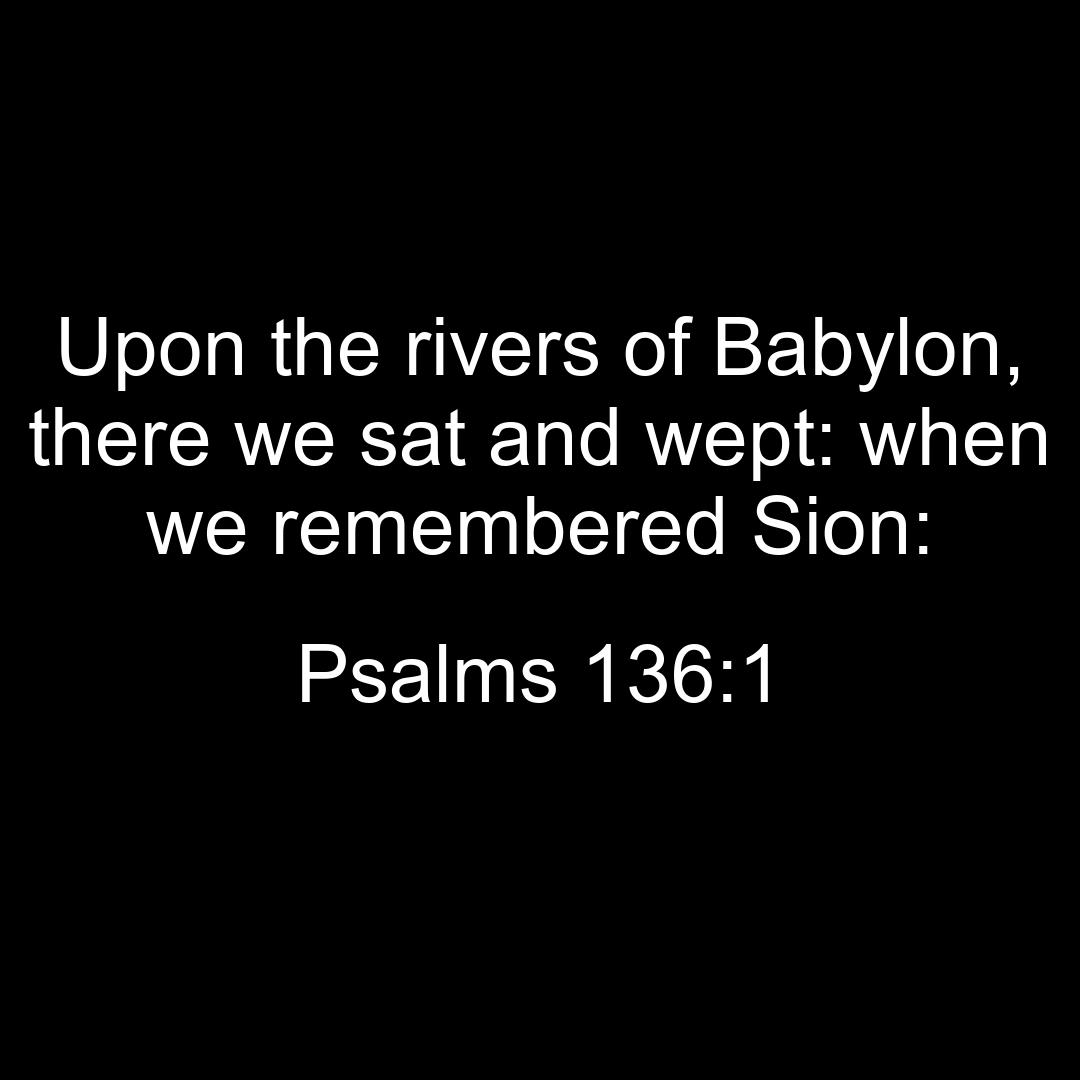 Upon the rivers of Babylon,
there we sat and wept: when
we remembered Sion:
Psalms 136:1